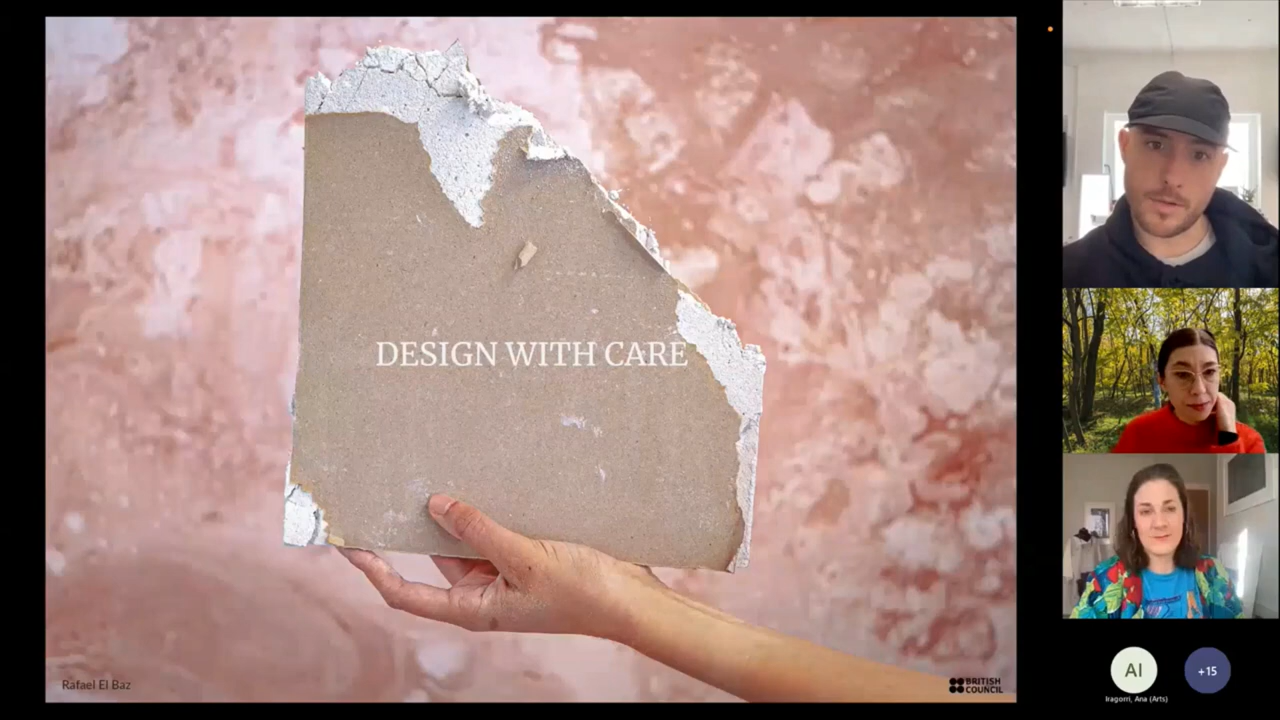 DESIGN WITH CARE
Rafael El Baz
BRITISH
COUNCIL
AI
+15
Iragorri, Ana (Arts)